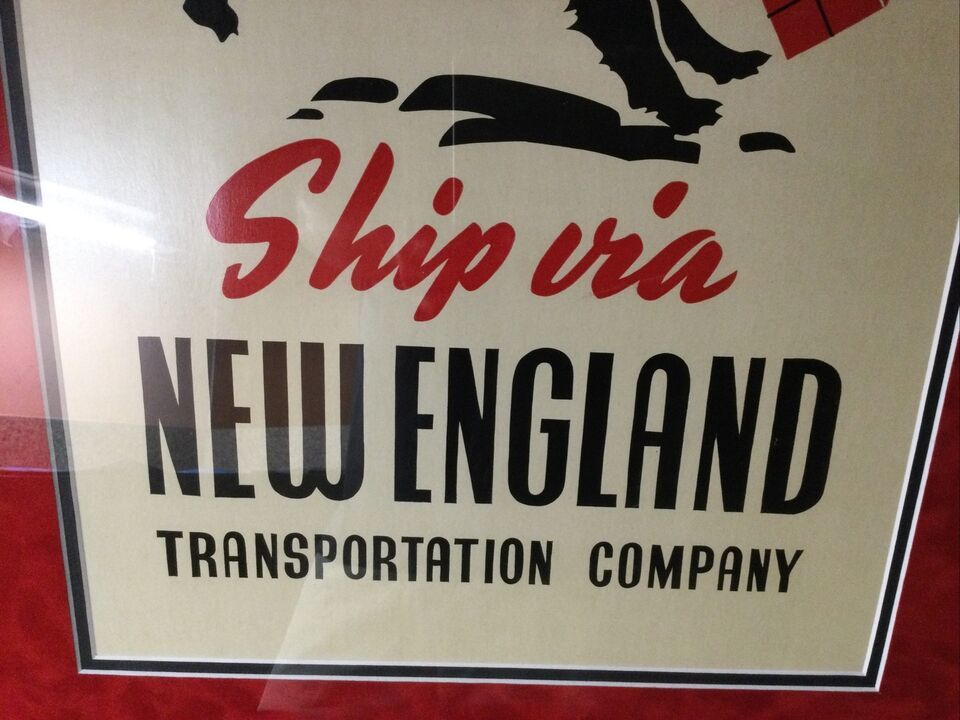 Ship via
NEW ENGLAND
TRANSPORTATION COMPANY